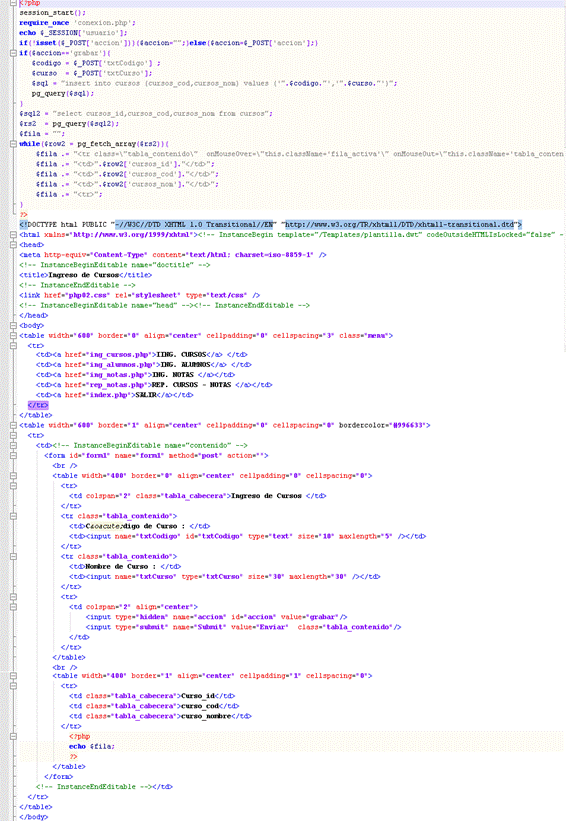 <?php
session_start();
require_once 'conexion.php';
echo $_SESSION['usuario'];
if(!isset($_POST['accion'])){$accion="";}else{$accion=$_POST['accion'];}
if($accion=='grabar'){
$codigo = $_POST['txtCodigo'] ;
$curso = $_POST['txtCurso'];
$sql = "insert into cursos (cursos_cod,cursos_nom) values ('".$codigo."','".$curso."')";
pg_query($sql);
}
$sql2 = "select cursos_id,cursos_cod,cursos_nom from cursos";
$rs2 = pg_query($sql2);
$fila = "";
while($row2 = pg_fetch_array($rs2)){
$fila .= "<tr class=\"tabla_contenido\" onMouseOver=\"this.className='fila_activa'\" onMouseOut=\"this.className='tabla_conten
$fila .= "<td>".$row2['cursos_id']."</td>";
$fila .= "<td>".$row2['cursos_cod']."</td>";
$fila .= "<td>".$row2['cursos_nom']."</td>";
$fila .= "<tr>";
}
?>
<!DOCTYPE html PUBLIC "-//W3C//DTD XHTML 1.0 Transitional//EN" "http://www.w3.org/TR/xhtml1/DTD/xhtml1-transitional.dtd">
<html xmlns="http://www.w3.org/1999/xhtml"><!-- InstanceBegin template="/Templates/plantilla.dwt" codeOutsideHTMLIsLocked="false" -
<head>
<meta http-equiv="Content-Type" content="text/html; charset=iso-8859-1" />
<!-- InstanceBeginEditable name="doctitle" -->
<title>Ingreso de Cursos</title>
<!-- InstanceEndEditable -->
<link href="php02.css" rel="stylesheet" type="text/css" />
<!-- InstanceBeginEditable name="head" --><!-- InstanceEndEditable -->
</head>
<body>
<table width="600" border="0" align="center" cellpadding="0" cellspacing="3" class="menu">
<tr>
<td><a href="ing_cursos.php">IING. CURSOS</a> </td>
<td><a href="ing_alumnos.php">ING. ALUMNOS</a></td>
<td><a href="ing_notas.php">ING. NOTAS </a></td>
<td><a href="rep_notas.php">REP. CURSOS - NOTAS </a></td>
<td><a href="index.php">SALIR</a></td>
</tr>
</table>
<table width="600" border="1" align="center" cellpadding="0" cellspacing="0" bordercolor="#996633">
<tr>
<td><!-- InstanceBeginEditable name="contenido" -->
<form id="form1" name="form1" method="post" action="">
<br />
<table width="400" border="0" align="center" cellpadding="0" cellspacing="0">
<tr>
<td colspan="2" class="tabla_cabecera">Ingreso de Cursos </td>
</tr>
<tr class="tabla_contenido">
<td>C&oacute;digo de Curso : </td>
<td><input name="txtCodigo" id="txtCodigo" type="text" size="10" maxlength="5" /></td>
</tr>
<tr class="tabla_contenido">
<td>Nombre de Curso : </td>
<td><input name="txtCurso" type="txtCurso" size="30" maxlength="30" /></td>
</tr>
<tr>
<td colspan="2" align="center">
<input type="hidden" name="accion" id="accion" value="grabar"/>
<input type="submit" name="Submit" value="Enviar" class="tabla_contenido"/>
</td>
</tr>
</table>
<br />
<table width="400" border="1" align="center" cellpadding="1" cellspacing="0">
<tr>
<td class="tabla_cabecera">Curso_id</td>
<td class="tabla_cabecera">curso_cod</td>
<td class="tabla_cabecera">curso_nombre</td>
</tr>
<?php
echo $fila;
?>
</table>
</form>
<!-- InstanceEndEditable --></td>
</tr>
</table>
</body>